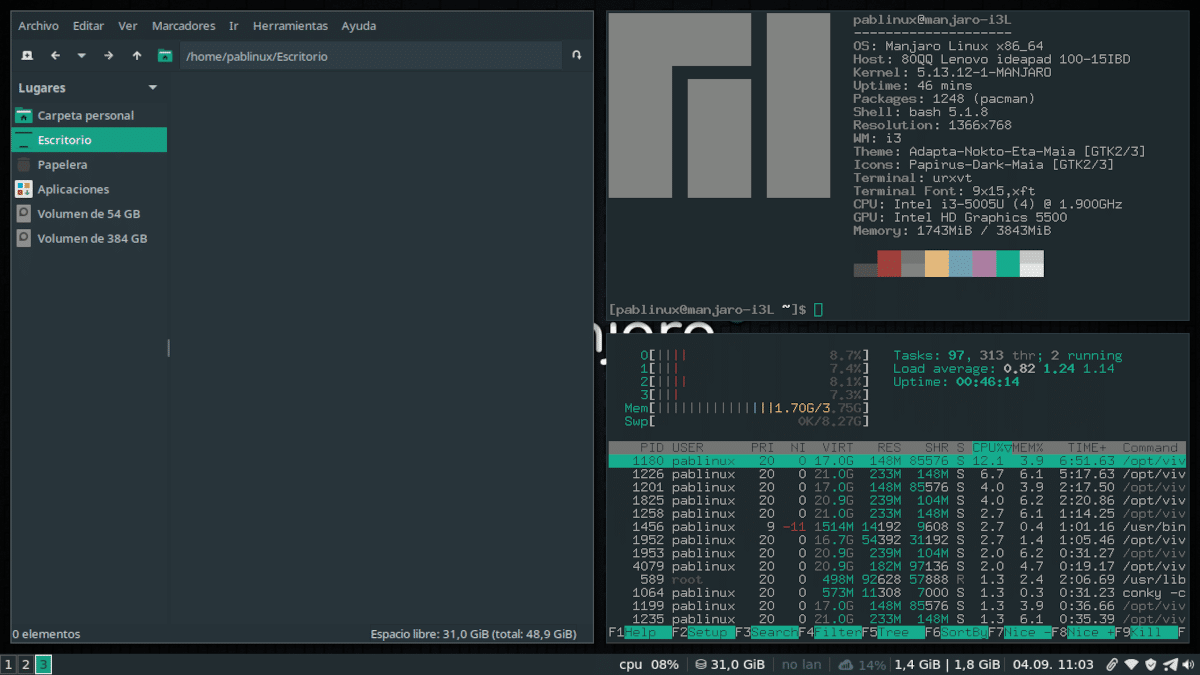 Archivo Editar Ver Marcadores Ir Herramientas Ayuda
/home/pablinux/Escritorio
Lugares
Carpeta personal
Escritorio
Papelera
Aplicaciones
Volumen de 54 GB
Volumen de 384 GB
0 elementos
Espacio libre: 31,0 GiB (total: 48,9 GiB)
pablinux@manjaro-i3L
--------------------
OS: Manjaro Linux x86_64
Host: 80QQ Lenovo ideapad 100-15IBD
Kernel: 5.13.12-1-MANJARO
Uptime: 46 mins
Packages: 1248 (pacman)
Shell: bash 5.1.8
Resolution: 1366x768
WM: i3
Theme: Adapta-Nokto-Eta-Maia [GTK2/3]
Icons: Papirus-Dark-Maia [GTK2/3]
Terminal: urxvt
Terminal Font: 9x15,xft
CPU: Intel i3-5005U (4) @ 1.900GHz
GPU: Intel HD Graphics 5500
Memory: 1743MiB / 3843MiB
[pablinux@manjaro-i3L ~]$
0[|||| 8.7%]
1[||| 7.4%]
2[|||| 8.1%]
3[||| 7.3%]
Mem[|||||||||||||||1.70G/3.75G]
Swp[ 0K/8.27G]
Tasks: 97, 313 thr; 2 running
Load average: 0.82 1.24 1.14
Uptime: 00:46:14
PID USER PRI NI VIRT RES SHR S CPU%▽MEM% TIME+ Command
1180 pablinux 20 0 17.0G 148M 85576 S 12.1 3.9 6:51.63 /opt/viv
1226 pablinux 20 0 21.0G 233M 148M S 6.7 6.1 5:17.63 /opt/viv
1201 pablinux 20 0 17.0G 148M 85576 S 4.0 3.9 2:17.50 /opt/viv
1825 pablinux 20 0 20.9G 239M 104M S 4.0 6.2 2:20.86 /opt/viv
1258 pablinux 20 0 21.0G 233M 148M S 2.7 6.1 1:14.25 /opt/viv
1456 pablinux 9 -11 1514M 14192 9608 S 2.7 0.4 1:01.16 /usr/bin
1952 pablinux 20 0 16.7G 54392 31192 S 2.7 1.4 1:05.46 /opt/viv
1953 pablinux 20 0 20.9G 239M 104M S 2.0 6.2 0:31.27 /opt/viv
4079 pablinux 20 0 20.9G 182M 97136 S 2.0 4.7 0:19.17 /opt/viv
589 root 20 0 498M 92628 57888 R 1.3 2.4 2:06.69 /usr/lib
1064 pablinux 20 0 573M 11308 7000 S 1.3 0.3 0:31.23 conky -c
1199 pablinux 20 0 17.0G 148M 85576 S 1.3 3.9 0:36.66 /opt/viv
1235 pablinux 20 0 21.0G 233M 148M S 1.3 6.1 0:35.39 /opt/viv
F1Help F2Setup F3SearchF4FilterF5Tree F6SortByF7Nice -F8Nice +F9Kill F
1 2 3
cpu 08% 31,0 GiB no lan 14% 1,4 GiB | 1,8 GiB 04.09. 11:03